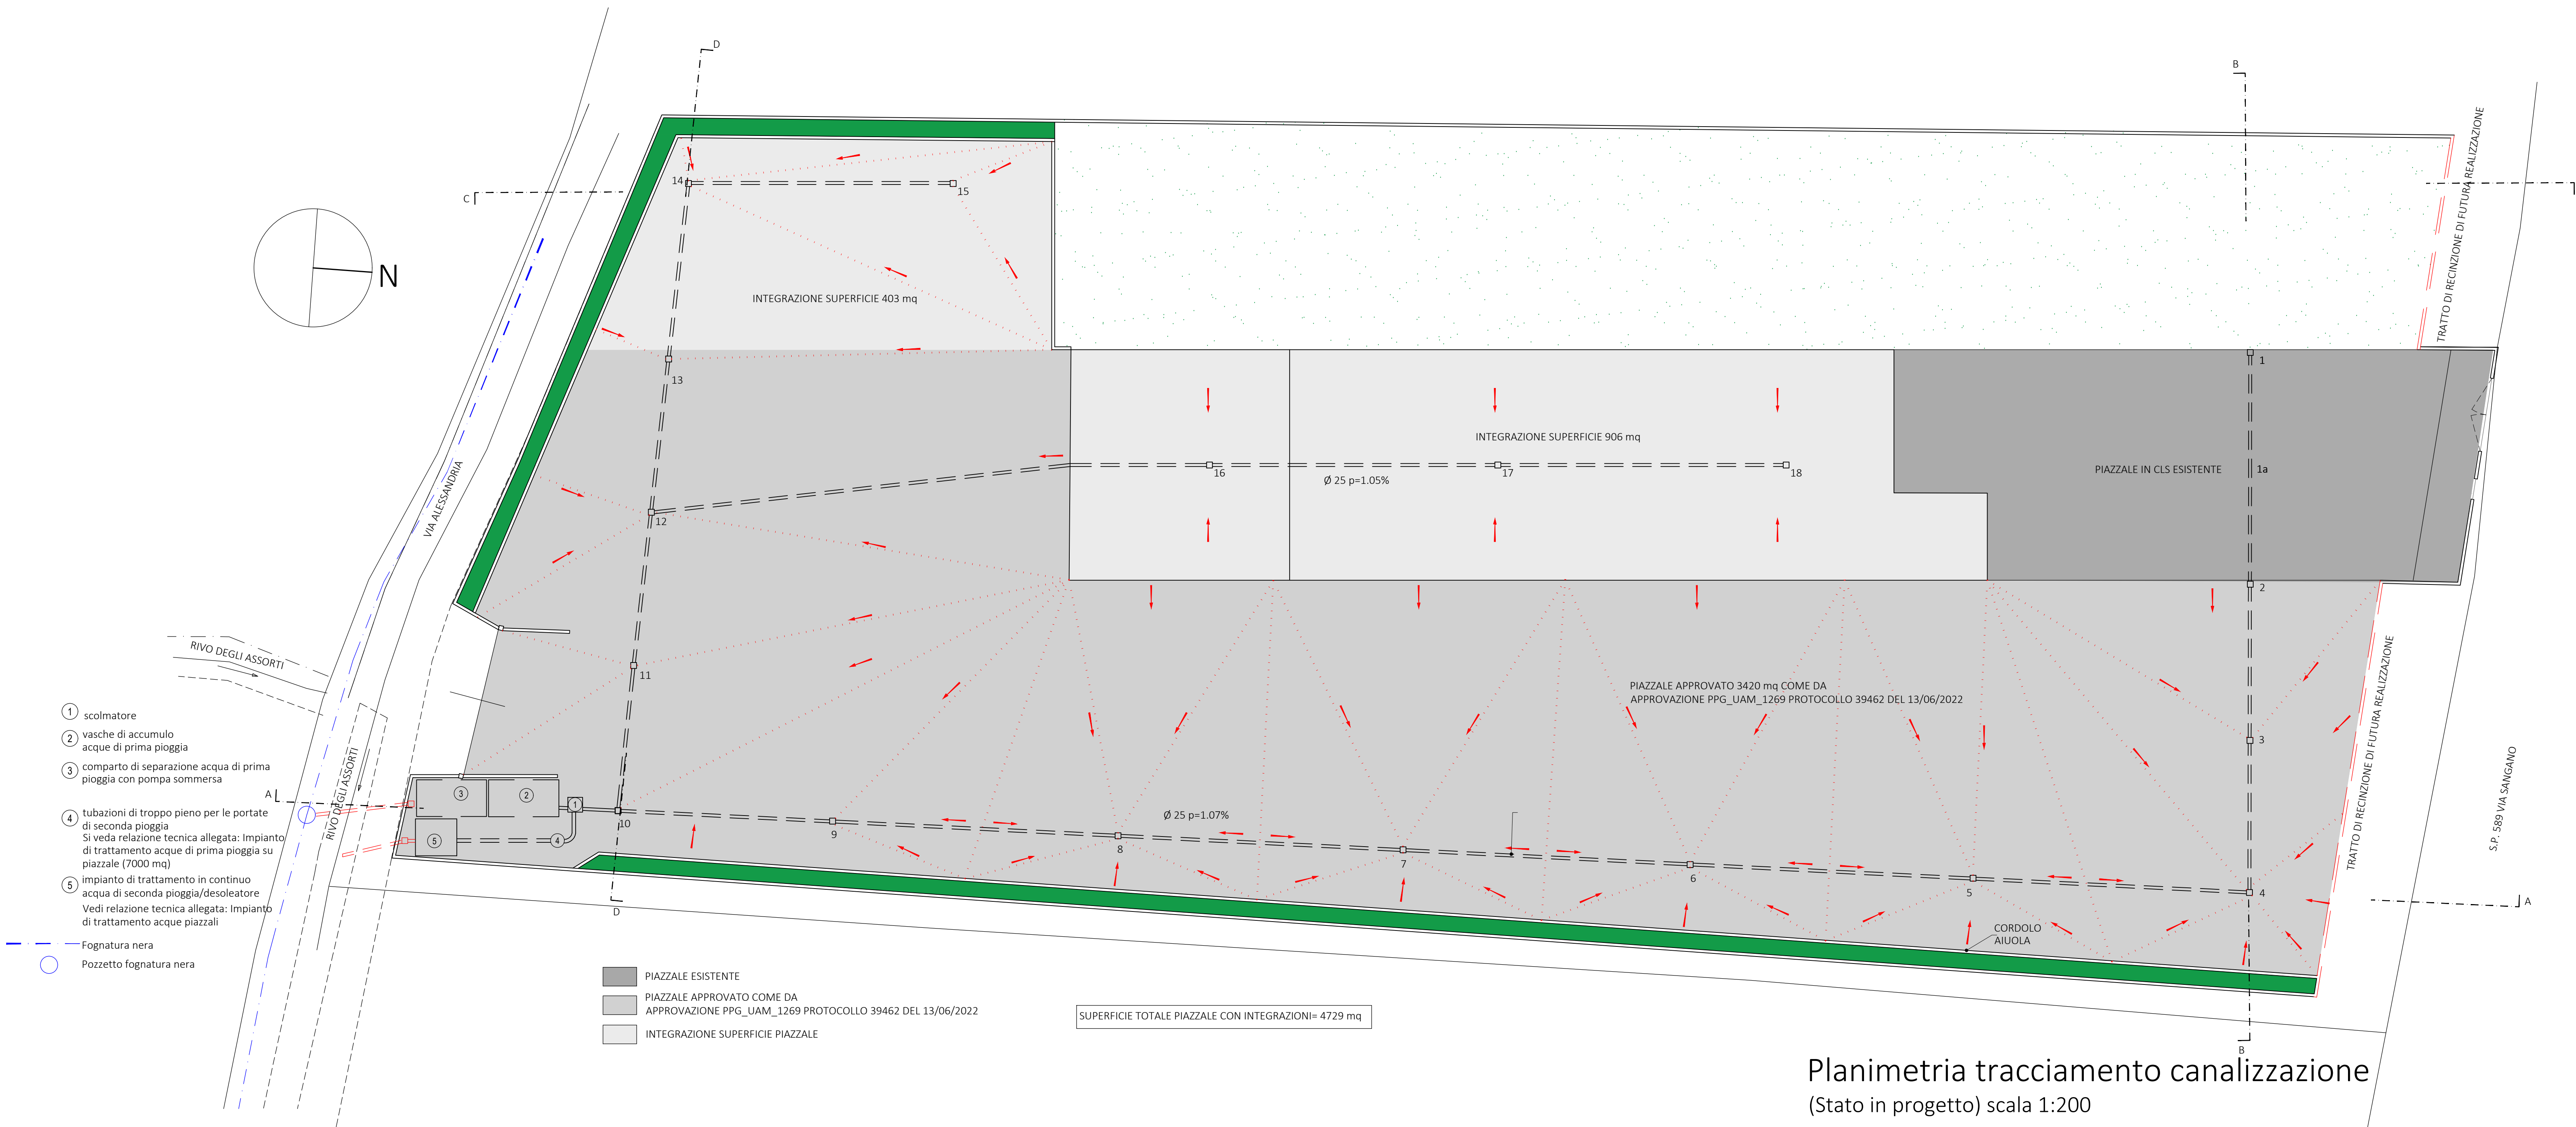 D
B
TRATTO DI RECINZIONE DI FUTURA REALIZZAZIONE
14
15
C
N
INTEGRAZIONE SUPERFICIE 403 mq
13
1
INTEGRAZIONE SUPERFICIE 906 mq
16
17
18
Ø 25 p=1.05%
PIAZZALE IN CLS ESISTENTE
1a
VIA ALESSANDRIA
12
2
RIVO DEGLI ASSORTI
11
PIAZZALE APPROVATO 3420 mq COME DA
APPROVAZIONE PPG_UAM_1269 PROTOCOLLO 39462 DEL 13/06/2022
3
TRATTO DI RECINZIONE DI FUTURA REALIZZAZIONE
S.P. 589 VIA SANGANO
1 scolmatore
2 vasche di accumulo
acque di prima pioggia
3 comparto di separazione acqua di prima
pioggia con pompa sommersa
4 tubazioni di troppo pieno per le portate
di seconda pioggia
Si veda relazione tecnica allegata: Impianto
di trattamento acque di prima pioggia su
piazzale (7000 mq)
5 impianto di trattamento in continuo
acqua di seconda pioggia/desoleatore
Vedi relazione tecnica allegata: Impianto
di trattamento acque piazzali
Fognatura nera
Pozzetto fognatura nera
RIVO DEGLI ASSORTI
A
3
2
1
5
4
10
9
Ø 25 p=1.07%
8
7
6
5
4
A
D
CORDOLO
AIUOLA
B
PIAZZALE ESISTENTE
PIAZZALE APPROVATO COME DA
APPROVAZIONE PPG_UAM_1269 PROTOCOLLO 39462 DEL 13/06/2022
INTEGRAZIONE SUPERFICIE PIAZZALE
SUPERFICIE TOTALE PIAZZALE CON INTEGRAZIONI= 4729 mq
Planimetria tracciamento canalizzazione
(Stato in progetto) scala 1:200